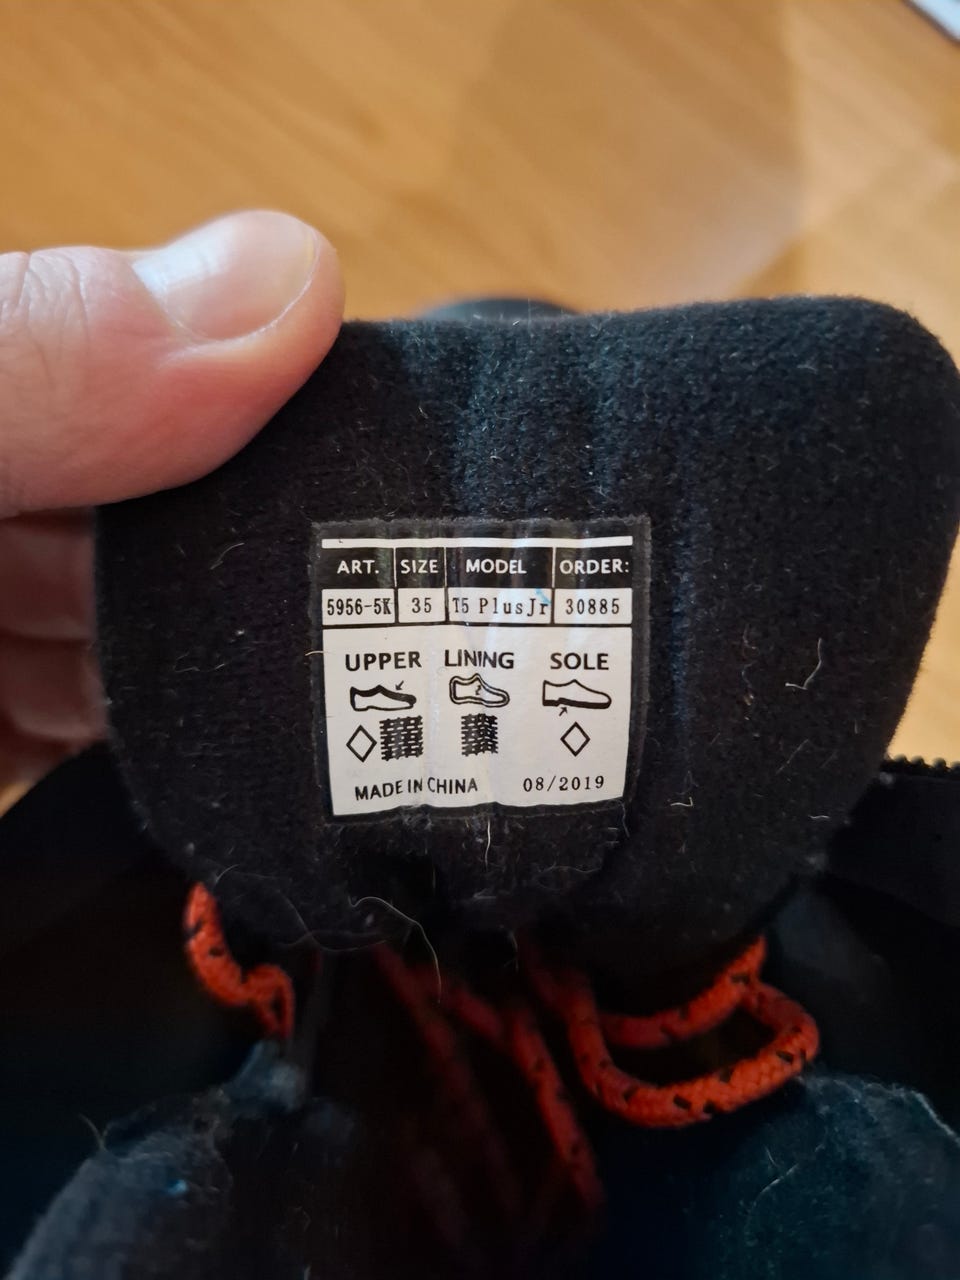 ART. SIZE MODEL ORDER:
5956-5K 35 T5 PlusJr 30885
UPPER LINING SOLE
MADE IN CHINA 08/2019